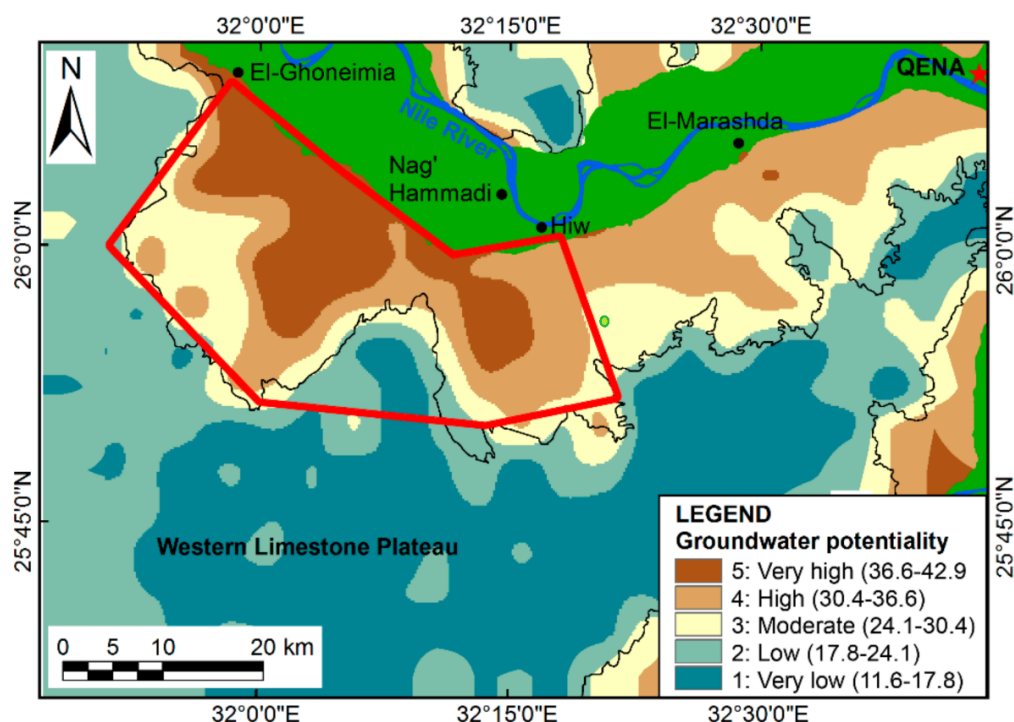 32°0'0"E
32°15'0"E
32°30'0"E
N
El-Ghoneimia
QENA
Nile River
El-Marashda
Nag'
Hammadi
Hiw
26°0'0"N
26°0'0"N
25°45'0"N
25°45'0"N
Western Limestone Plateau
LEGEND
Groundwater potentiality
5: Very high (36.6-42.9
4: High (30.4-36.6)
3: Moderate (24.1-30.4)
2: Low (17.8-24.1)
1: Very low (11.6-17.8)
0 5 10 20 km
32°0'0"E
32°15'0"E
32°30'0"E